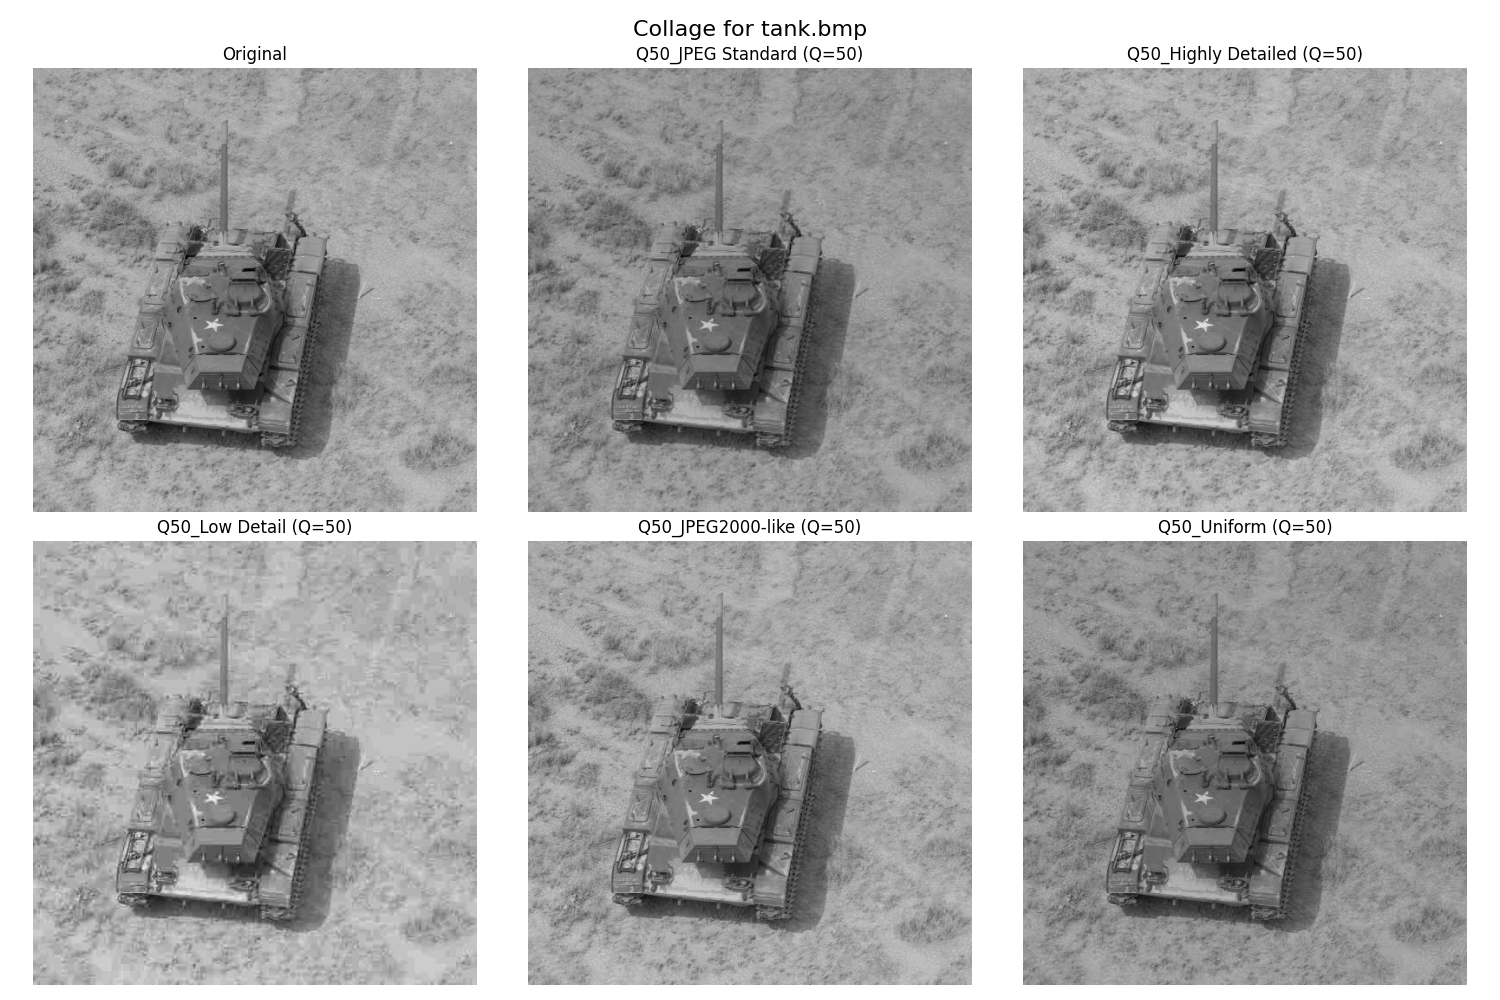 Collage for tank.bmp
Original
Q50_JPEG Standard (Q=50)
Q50_Highly Detailed (Q=50)
Q50_Low Detail (Q=50)
Q50_JPEG2000-like (Q=50)
Q50_Uniform (Q=50)